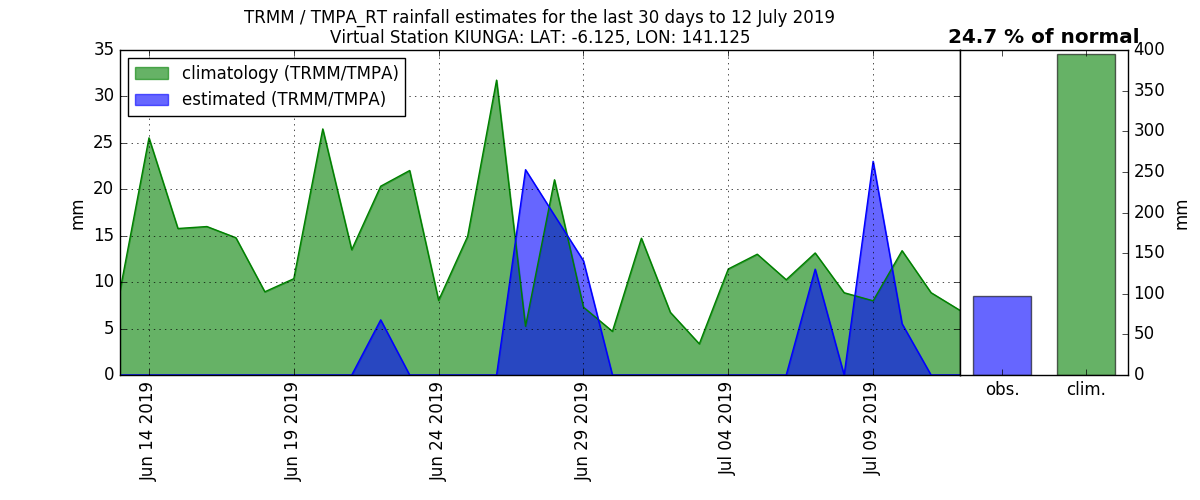 TRMM / TMPA_RT rainfall estimates for the last 30 days to 12 July 2019
Virtual Station KIUNGA: LAT: -6.125, LON: 141.125
24.7 % of normal
climatology (TRMM/TMPA)
estimated (TRMM/TMPA)
mm
35
30
25
20
15
10
5
0
Jun 14 2019
Jun 19 2019
Jun 24 2019
Jun 29 2019
Jul 04 2019
Jul 09 2019
400
350
300
250
200
150
100
50
0
mm
obs.
clim.